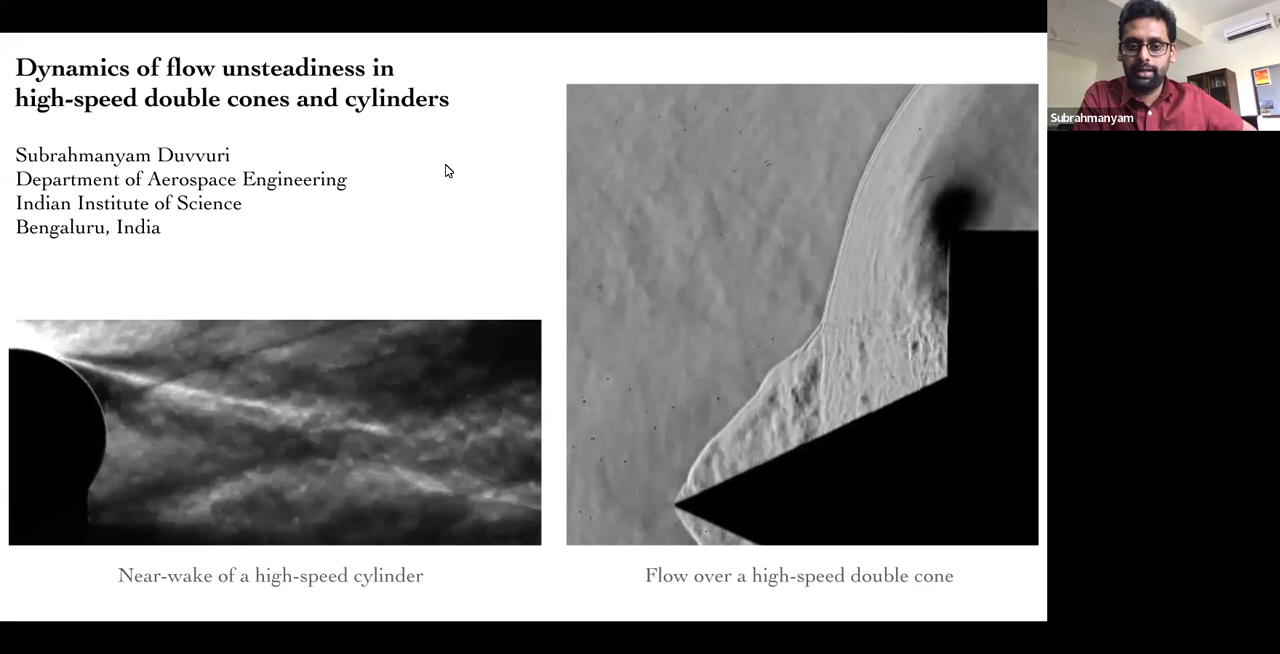 Dynamics of flow unsteadiness in
high-speed double cones and cylinders
Subrahmanyam Duvvuri
Department of Aerospace Engineering
Indian Institute of Science
Bengaluru, India
Near-wake of a high-speed cylinder
Flow over a high-speed double cone
Subrahmanyam